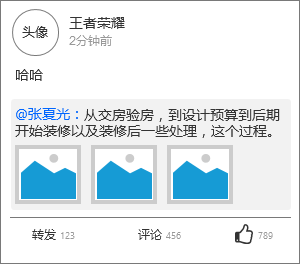 头像
王者荣耀
2分钟前
哈哈
@张夏光：从交房验房，到设计预算到后期
开始装修以及装修后一些处理，这个过程。
转发 123 评论 456 789